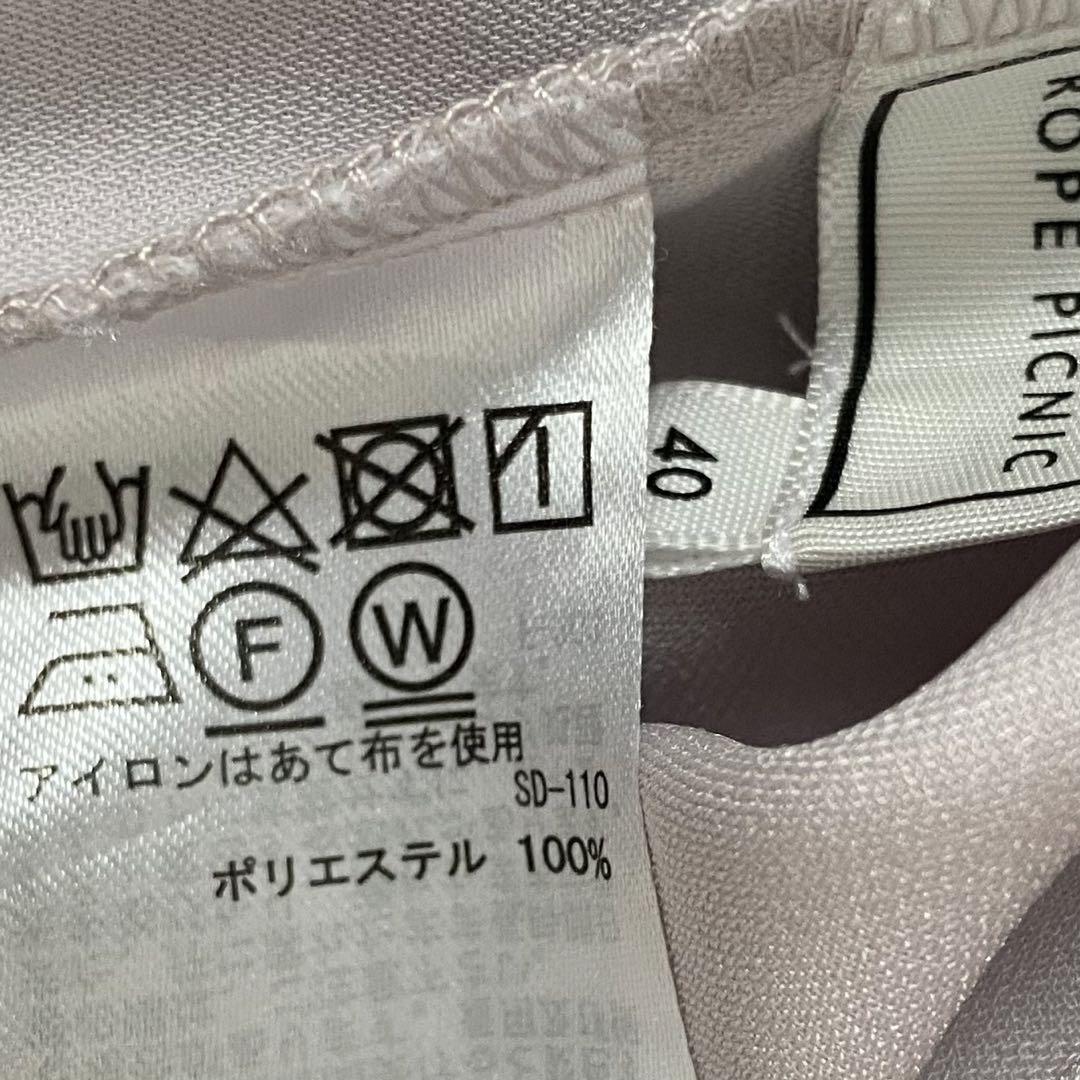 ROPE PICNIC
40
F W
アイロンはあて布を使用
SD-110
ポリエステル 100%